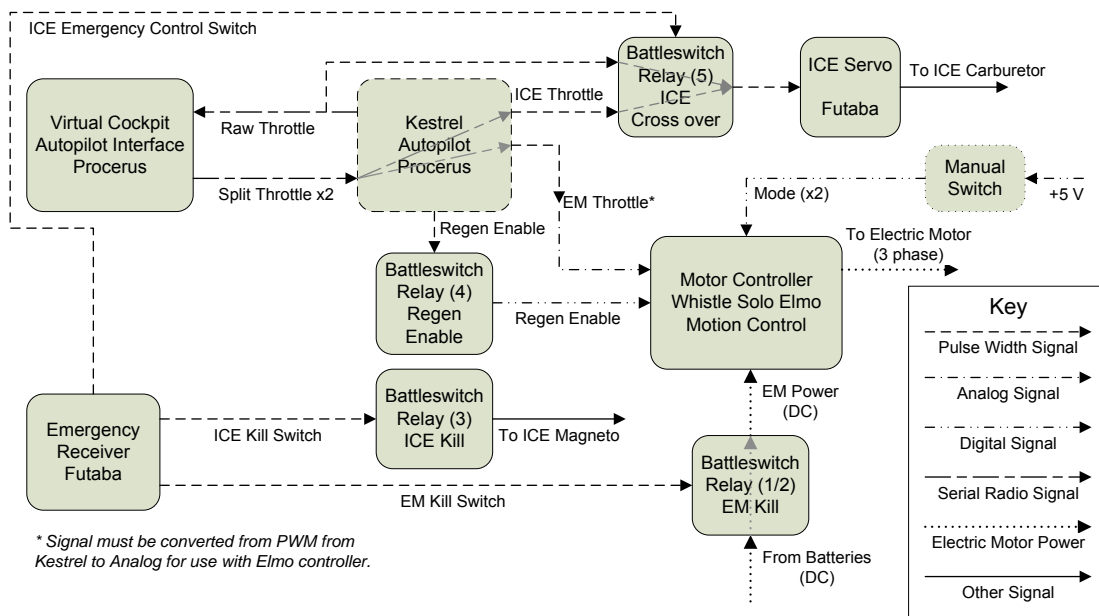 ICE Emergency Control Switch
Virtual Cockpit
Autopilot Interface
Procerus
Raw Throttle
Split Throttle x2
Kestrel
Autopilot
Procerus
ICE Throttle
Battleswitch
Relay (5)
ICE
Cross over
ICE Servo
Futaba
To ICE Carburetor
EM Throttle*
Mode (x2)
Manual
Switch
+5 V
Regen Enable
Battleswitch
Relay (4)
Regen
Enable
Regen Enable
Motor Controller
Whistle Solo Elmo
Motion Control
To Electric Motor
(3 phase)
Emergency
Receiver
Futaba
ICE Kill Switch
Battleswitch
Relay (3)
ICE Kill
To ICE Magneto
EM Kill Switch
EM Power
(DC)
Battleswitch
Relay (1/2)
EM Kill
From Batteries
(DC)
* Signal must be converted from PWM from
Kestrel to Analog for use with Elmo controller.
Key
Pulse Width Signal
Analog Signal
Digital Signal
Serial Radio Signal
Electric Motor Power
Other Signal